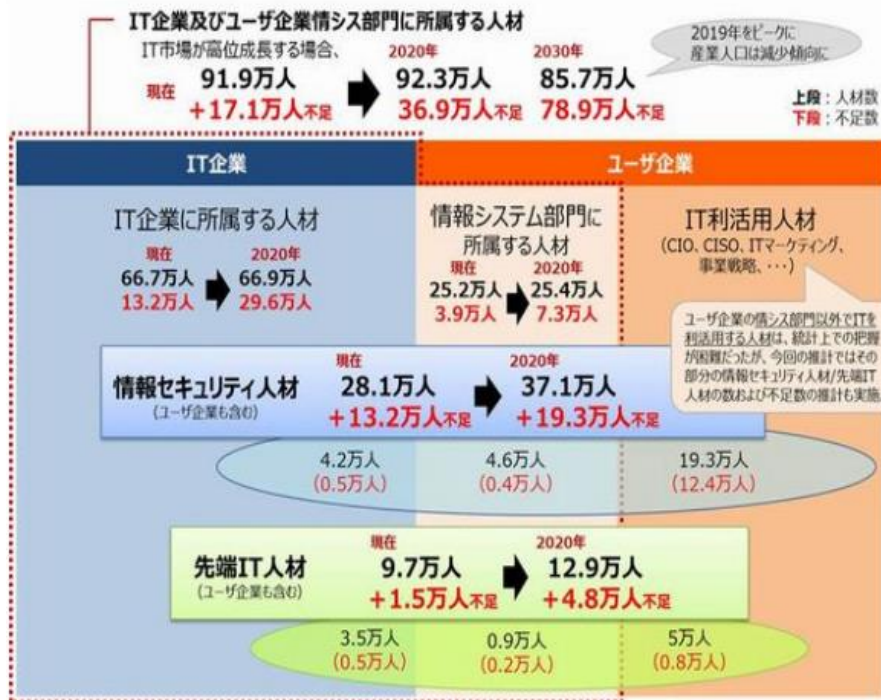 IT企業及びユーザ企業情シス部門に所属する人材
IT市場が高位成長する場合、
2020年
2030年
現在
91.9万人
92.3万人
85.7万人
+17.1万人不足
36.9万人不足
78.9万人不足
2019年をピークに
産業人口は減少傾向に
上段：人材数
下段：不足数
IT企業
ユーザ企業
IT企業に所属する人材
現在
2020年
66.7万人
66.9万人
13.2万人
29.6万人
情報システム部門に
所属する人材
現在
2020年
25.2万人
25.4万人
3.9万人
7.3万人
IT利活用人材
(CIO、CISO、ITマーケティング、
事業戦略、・・・)
ユーザ企業の情シス部門以外でITを
利活用する人材は、統計上での把握
が困難だったが、今回の推計ではその
部分の情報セキュリティ人材/先端IT
人材の数および不足数の推計も実施
情報セキュリティ人材
(ユーザ企業も含む)
現在
2020年
28.1万人
37.1万人
+13.2万人不足
+19.3万人不足
4.2万人
4.6万人
19.3万人
(0.5万人)
(0.4万人)
(12.4万人)
先端IT人材
(ユーザ企業も含む)
現在
2020年
9.7万人
12.9万人
+1.5万人不足
+4.8万人不足
3.5万人
0.9万人
5万人
(0.5万人)
(0.2万人)
(0.8万人)